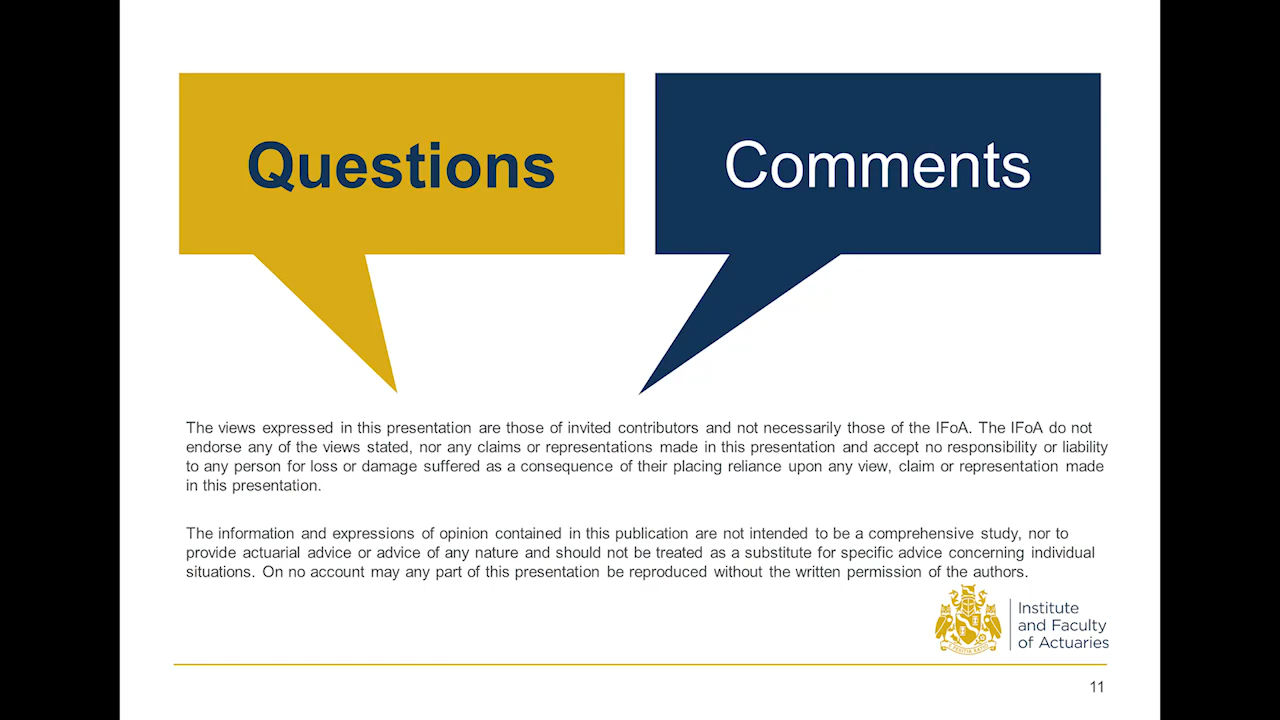 Questions
Comments
The views expressed in this presentation are those of invited contributors and not necessarily those of the IFoA. The IFoA do not
endorse any of the views stated, nor any claims or representations made in this presentation and accept no responsibility or liability
to any person for loss or damage suffered as a consequence of their placing reliance upon any view, claim or representation made
in this presentation.
The information and expressions of opinion contained in this publication are not intended to be a comprehensive study, nor to
provide actuarial advice or advice of any nature and should not be treated as a substitute for specific advice concerning individual
situations. On no account may any part of this presentation be reproduced without the written permission of the authors.
Institute
and Faculty
of Actuaries
11